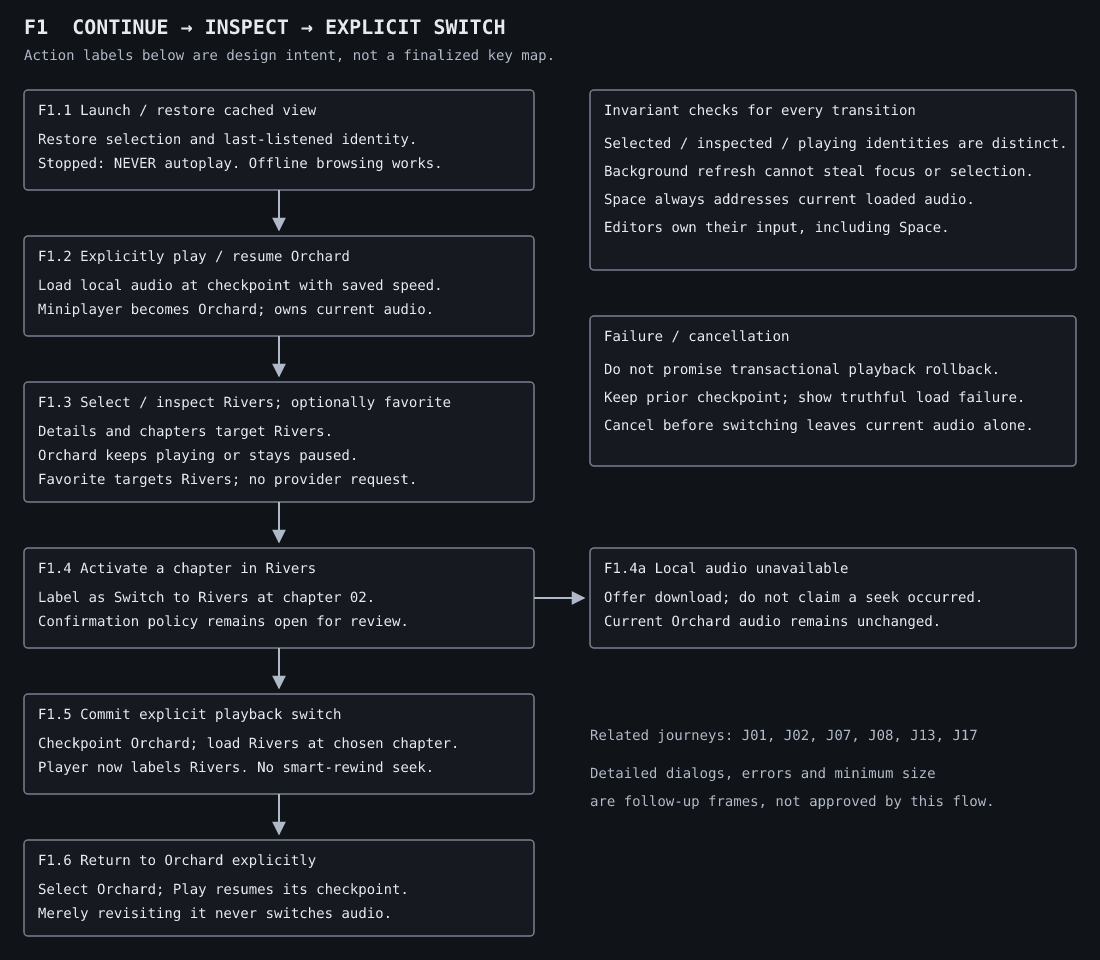 F1  CONTINUE → INSPECT → EXPLICIT SWITCH
Action labels below are design intent, not a finalized key map.
F1.1 Launch / restore cached view
Restore selection and last-listened identity.
Stopped: NEVER autoplay. Offline browsing works.
F1.2 Explicitly play / resume Orchard
Load local audio at checkpoint with saved speed.
Miniplayer becomes Orchard; owns current audio.
F1.3 Select / inspect Rivers; optionally favorite
Details and chapters target Rivers.
Orchard keeps playing or stays paused.
Favorite targets Rivers; no provider request.
F1.4 Activate a chapter in Rivers
Label as Switch to Rivers at chapter 02.
Confirmation policy remains open for review.
F1.5 Commit explicit playback switch
Checkpoint Orchard; load Rivers at chosen chapter.
Player now labels Rivers. No smart-rewind seek.
F1.6 Return to Orchard explicitly
Select Orchard; Play resumes its checkpoint.
Merely revisiting it never switches audio.
Invariant checks for every transition
Selected / inspected / playing identities are distinct.
Background refresh cannot steal focus or selection.
Space always addresses current loaded audio.
Editors own their input, including Space.
Failure / cancellation
Do not promise transactional playback rollback.
Keep prior checkpoint; show truthful load failure.
Cancel before switching leaves current audio alone.
F1.4a Local audio unavailable
Offer download; do not claim a seek occurred.
Current Orchard audio remains unchanged.
Related journeys: J01, J02, J07, J08, J13, J17
Detailed dialogs, errors and minimum size
are follow-up frames, not approved by this flow.